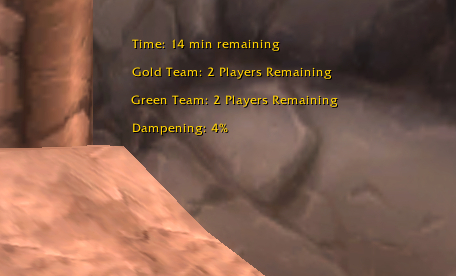 Time: 14 min remaining
Gold Team: 2 Players Remaining
Green Team: 2 Players Remaining
Dampening: 4%